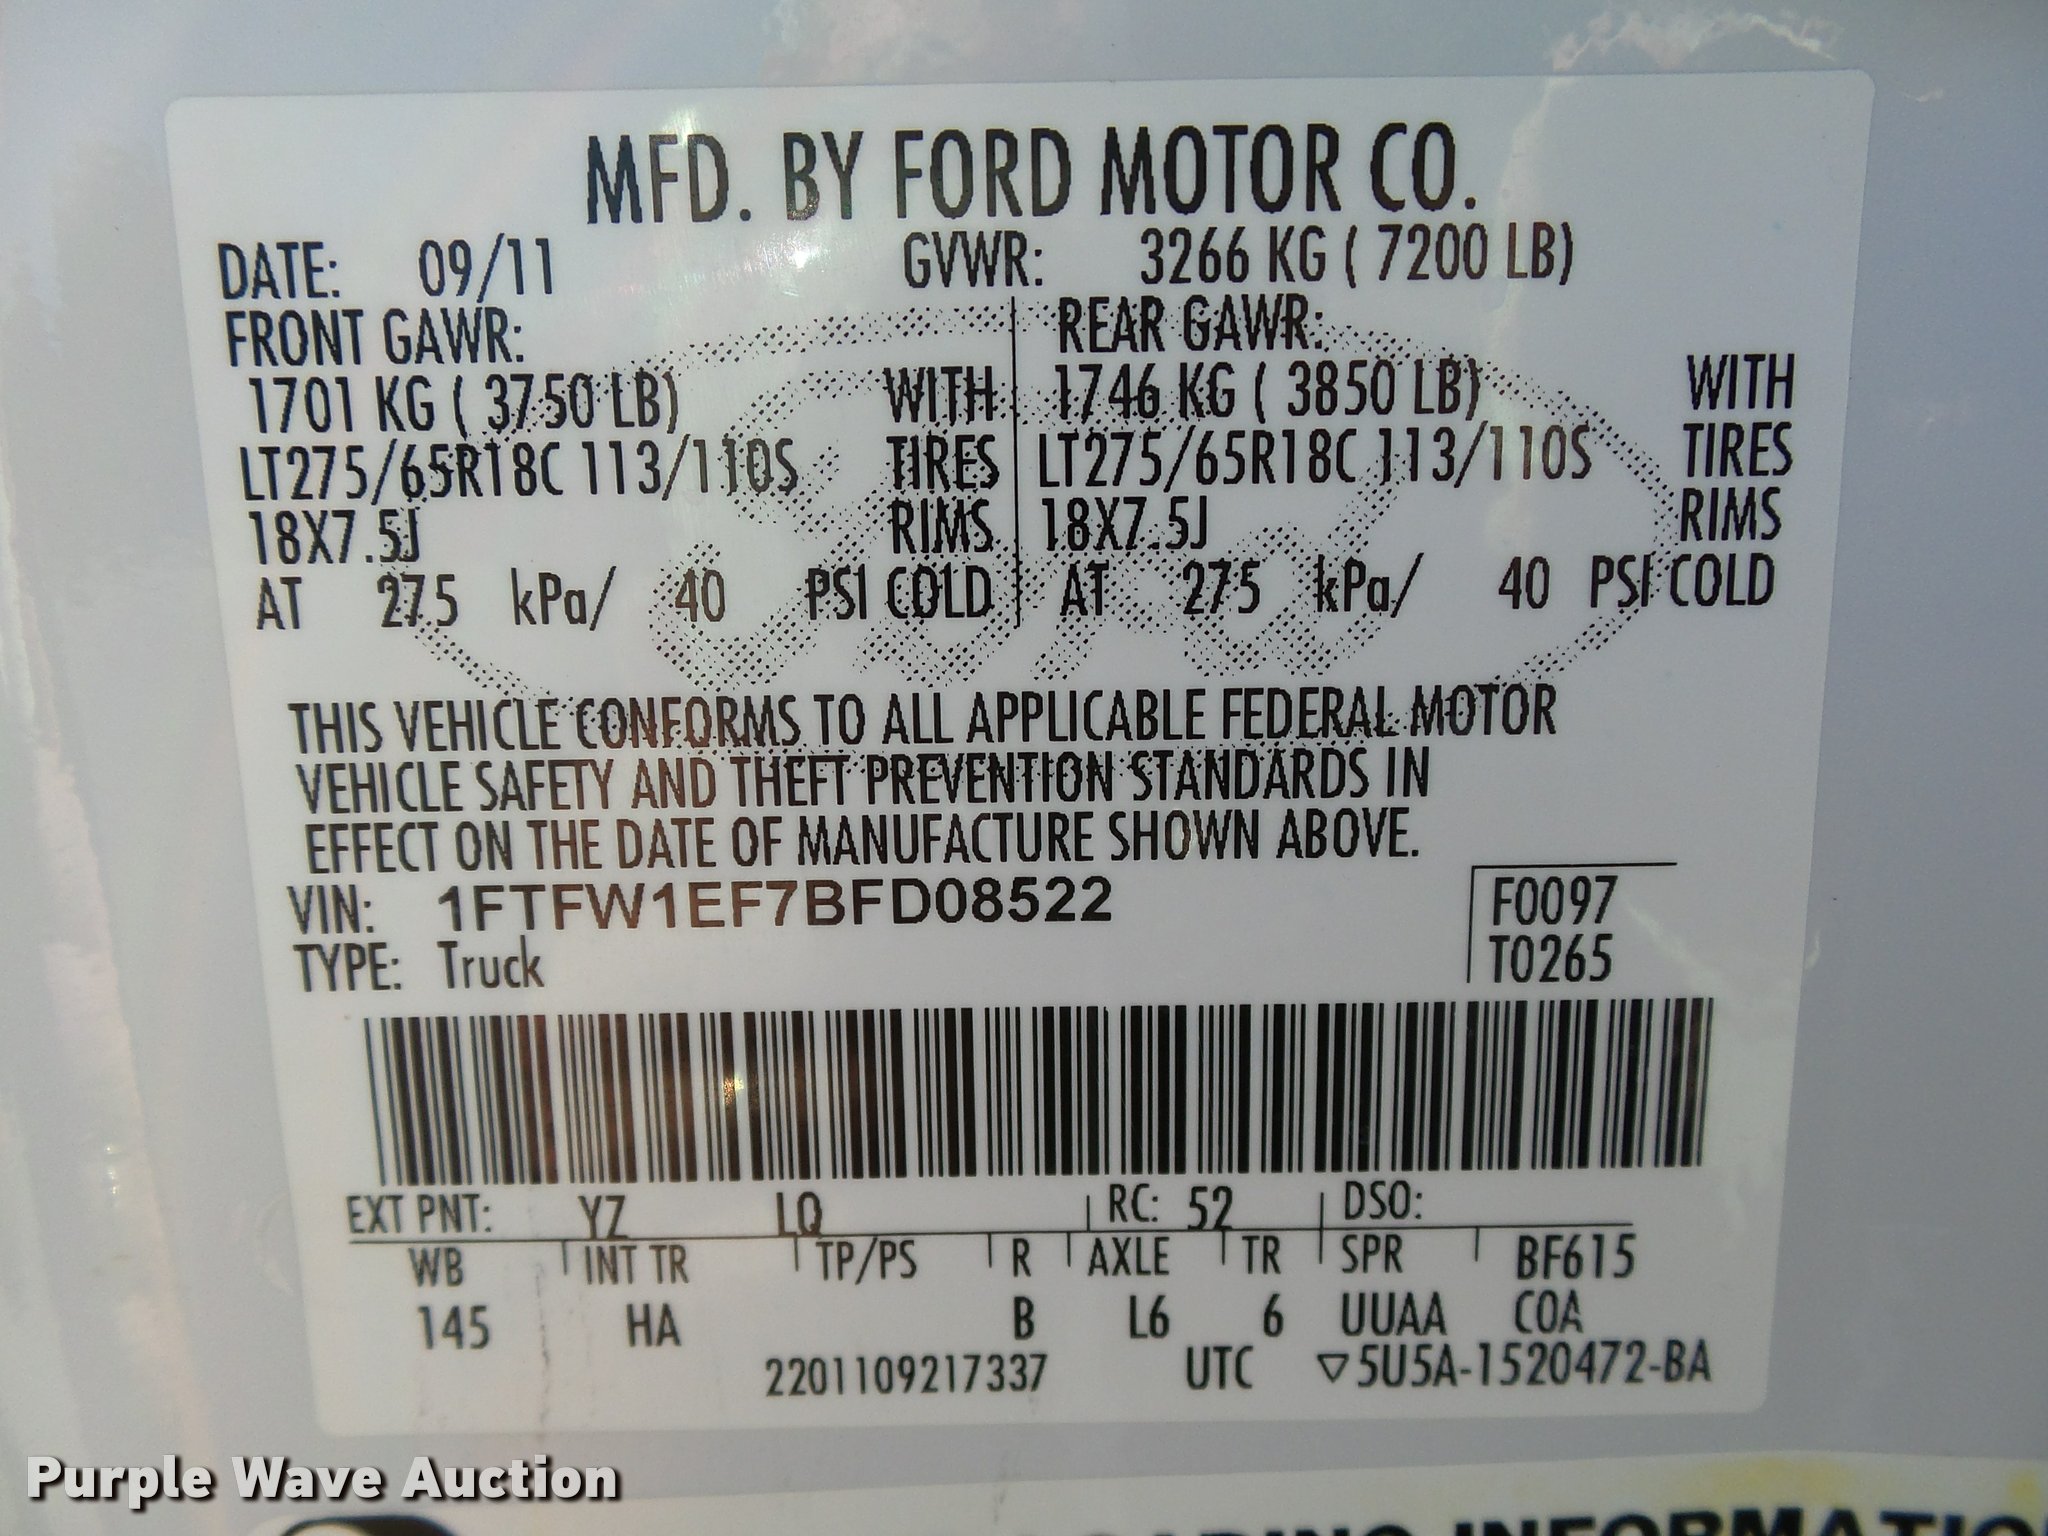 MFD. BY FORD MOTOR CO.
DATE: 09/11 GVWR: 3266 KG ( 7200 LB)
FRONT GAWR: REAR GAWR:
1701 KG ( 3750 LB) WITH 1746 KG ( 3850 LB) WITH
LT275/65R18C 113/110S TIRES LT275/65R18C 113/110S TIRES
18X7.5J RIMS 18X7.5J RIMS
AT 275 kPa/ 40 PSI COLD AT 275 kPa/ 40 PSI COLD
THIS VEHICLE CONFORMS TO ALL APPLICABLE FEDERAL MOTOR
VEHICLE SAFETY AND THEFT PREVENTION STANDARDS IN
EFFECT ON THE DATE OF MANUFACTURE SHOWN ABOVE.
VIN: 1FTFW1EF7BFD08522 F0097
TYPE: Truck T0265
EXT PNT: YZ LQ RC: 52 DSO:
WB INT TR TP/PS R AXLE TR SPR BF615
145 HA B L6 6 UUAA COA
2201109217337 UTC ▽5U5A-1520472-BA
Purple Wave Auction
INFORMATION